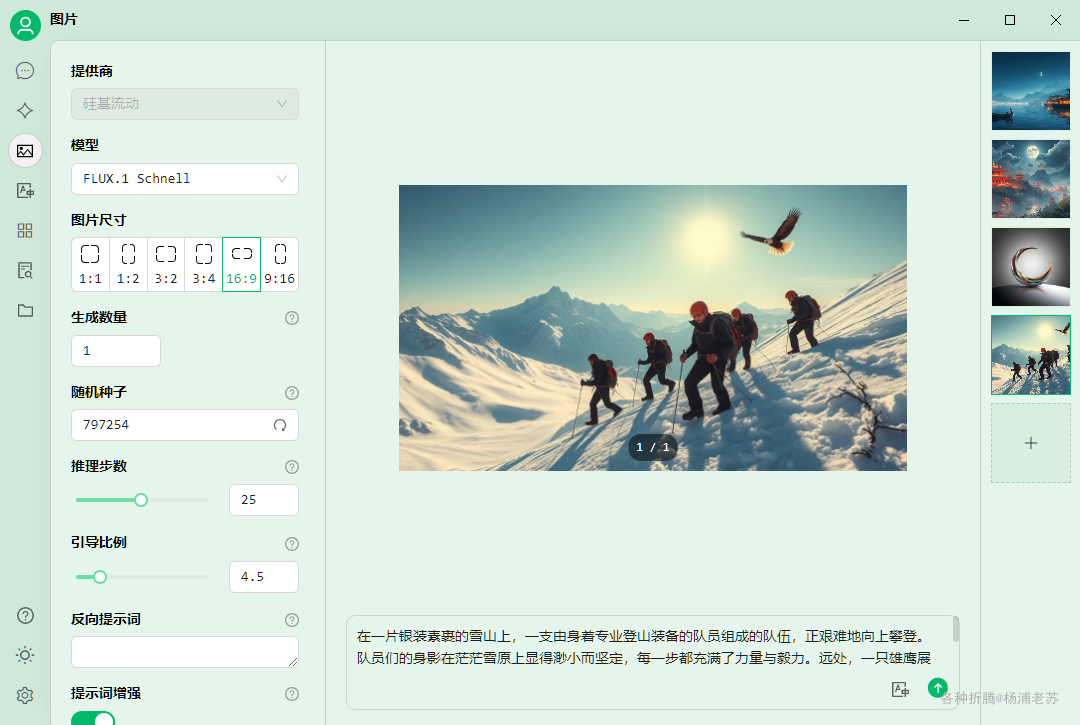 图片
提供商
硅基流动
模型
FLUX.1 Schnell
图片尺寸
1:1 1:2 3:2 3:4 16:9 9:16
生成数量
1
随机种子
797254
推理步数
25
引导比例
4.5
反向提示词
提示词增强
1 / 1
在一片银装素裹的雪山上，一支由身着专业登山装备的队员组成的队伍，正艰难地向上攀登。
队员们的身影在茫茫雪原上显得渺小而坚定，每一步都充满了力量与毅力。远处，一只雄鹰展
各种折腾@杨浦老苏